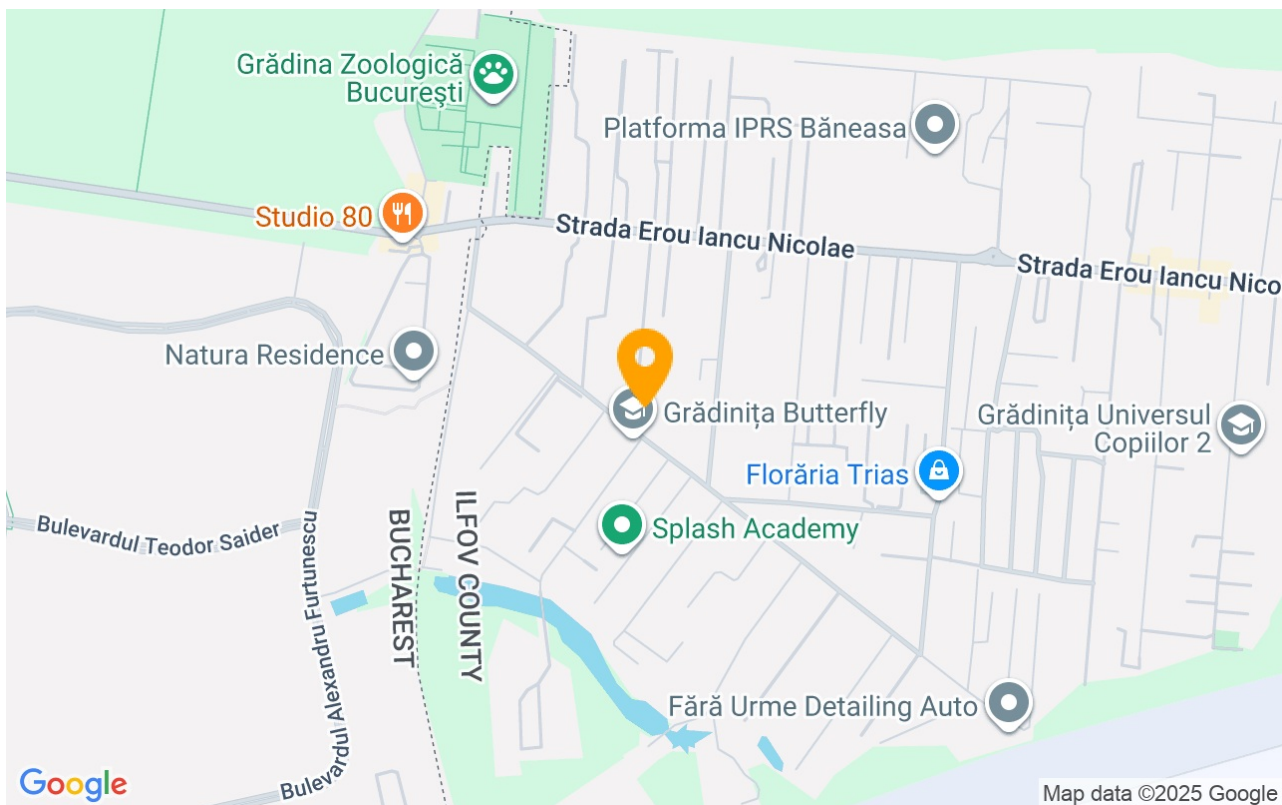 Grădina Zoologică
București
Platforma IPRS Băneasa
Studio 80
Strada Erou Iancu Nicolae
Strada Erou Iancu Nico
Natura Residence
Grădinița Butterfly
Grădinița Universul
Copiilor 2
Florăria Trias
Splash Academy
Bulevardul Teodor Saider
BUCHAREST
ILFOV COUNTY
Bulevardul Alexandru Furtunescu
Fără Urme Detailing Auto
Bulevardul
Google
Map data ©2025 Google